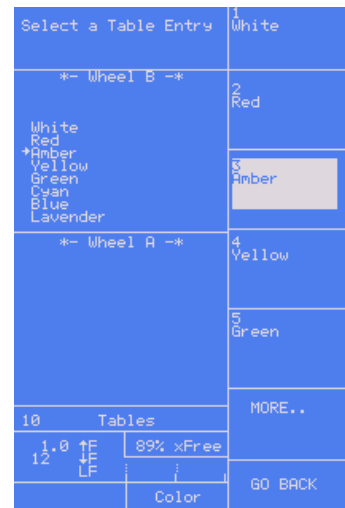 Select a Table Entry
*- Wheel B -*
White
Red
→Amber
Yellow
Green
Cyan
Blue
Lavender
*- Wheel A -*
10 Tables
1.0 ↑F
12 ↓F
LF
89% xFree
Color
1
White
2
Red
3
Amber
4
Yellow
5
Green
MORE..
GO BACK